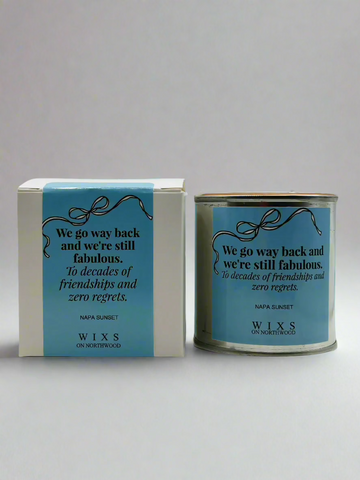 We go way back
and we're still
fabulous.
To decades of
friendships and
zero regrets.
NAPA SUNSET
WIXS
ON NORTHWOOD
We go way back and
we're still fabulous.
To decades of friendships and
zero regrets.
NAPA SUNSET
WIXS
ON NORTHWOOD